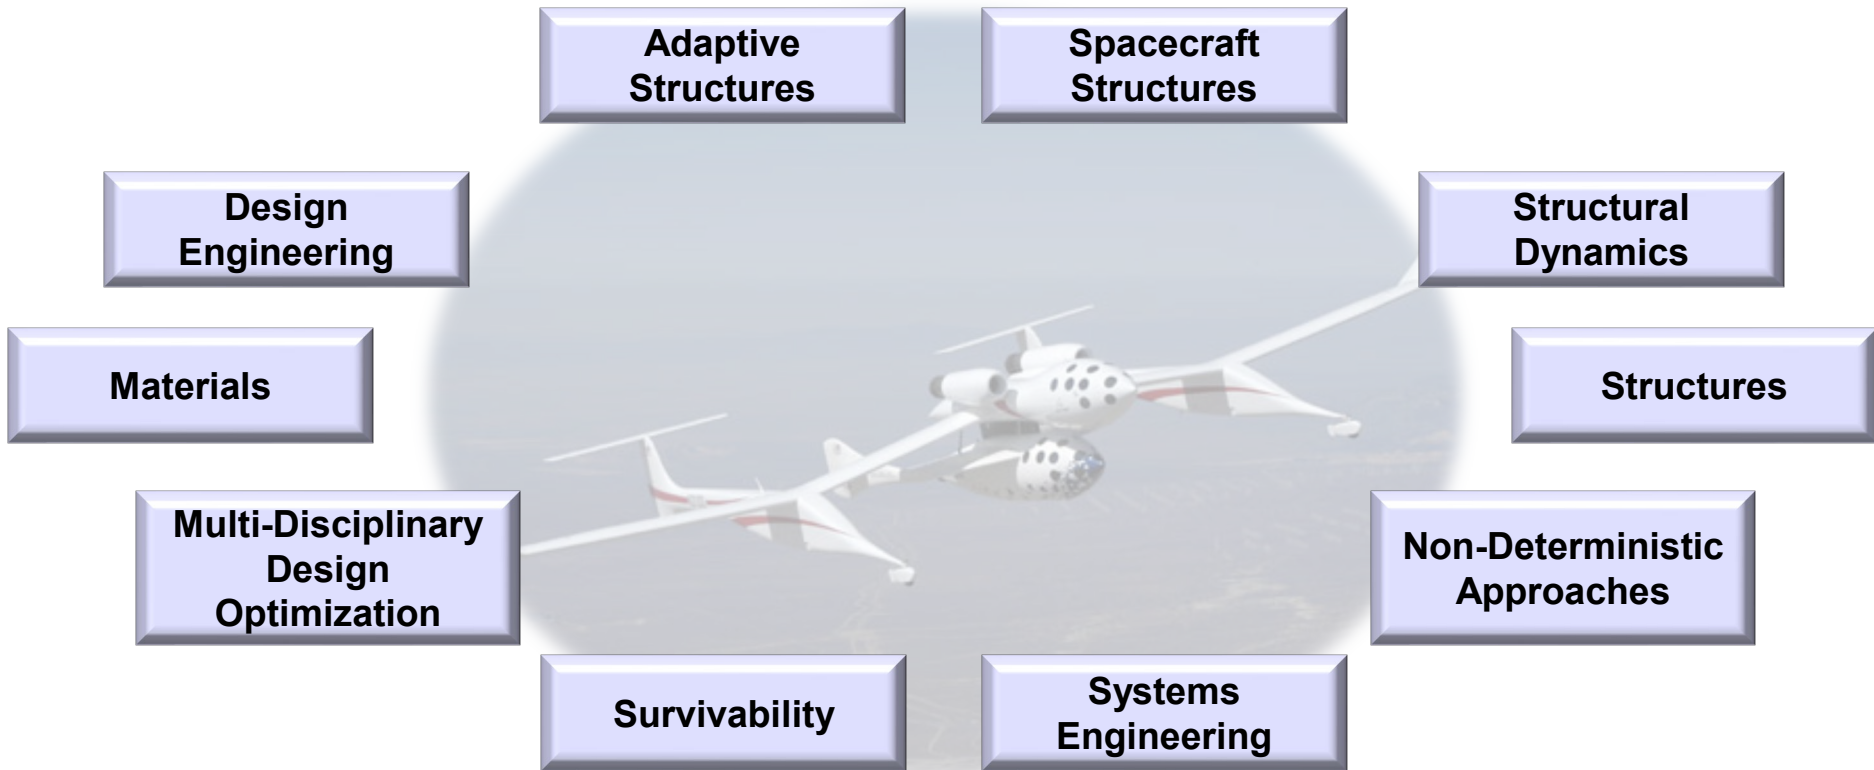 Adaptive
Structures
Spacecraft
Structures
Design
Engineering
Structural
Dynamics
Materials
Structures
Multi-Disciplinary
Design
Optimization
Non-Deterministic
Approaches
Survivability
Systems
Engineering